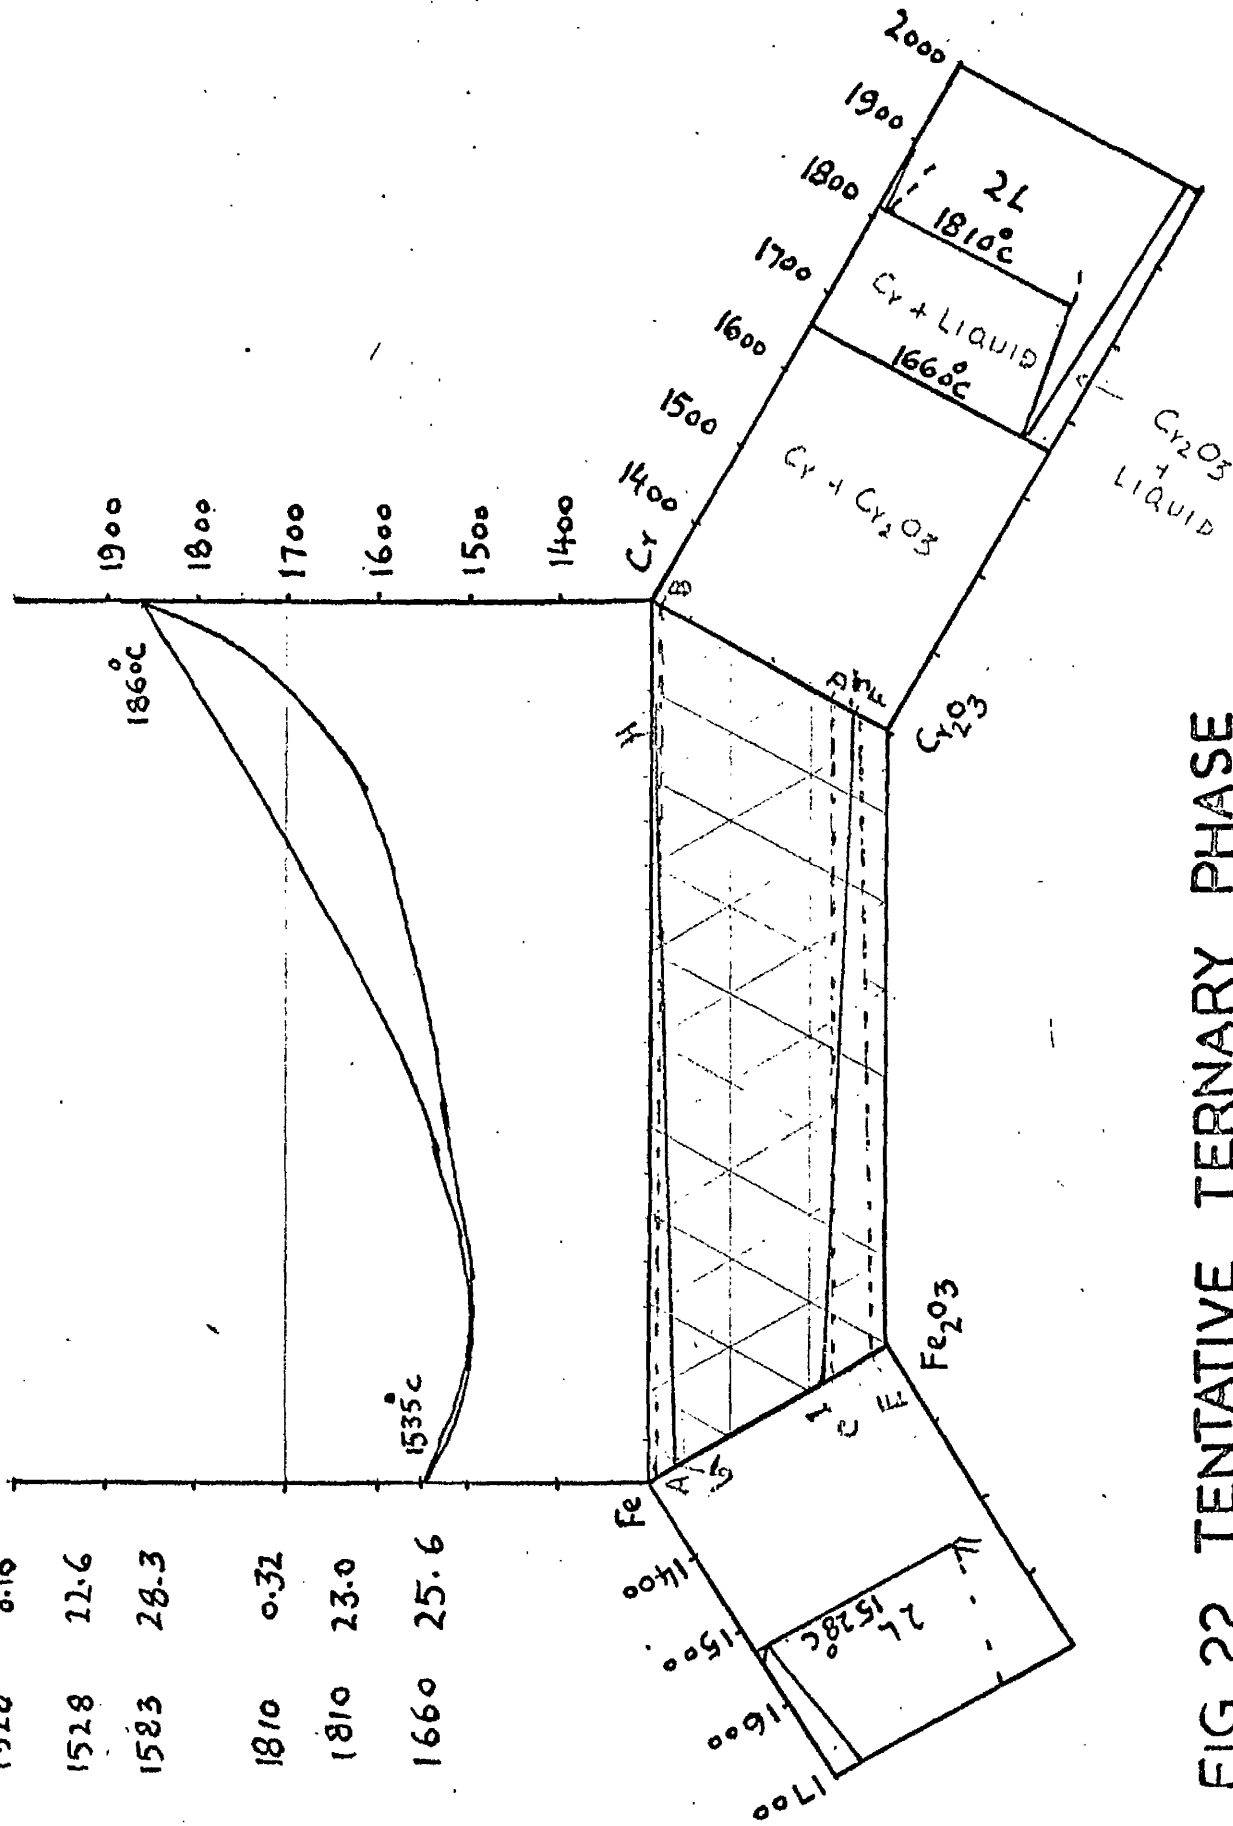 1528 22.6
1583 28.3
1810 0.32
1810 23.0
1660 25.6
1900
1800
1700
1600
1500
1400
1860°C
1535°C
Fe
Cr
H
B
A
G
I
C
E
D
F
Fe2O3
Cr2O3
1400
1500
1600
1700
1528°C
2L
1400
1500
1600
1700
1800
1900
2000
2L
1810°C
Cr + LIQUID
1660°C
Cr + Cr2O3
Cr2O3
+
LIQUID
FIG 22 TENTATIVE TERNARY PHASE